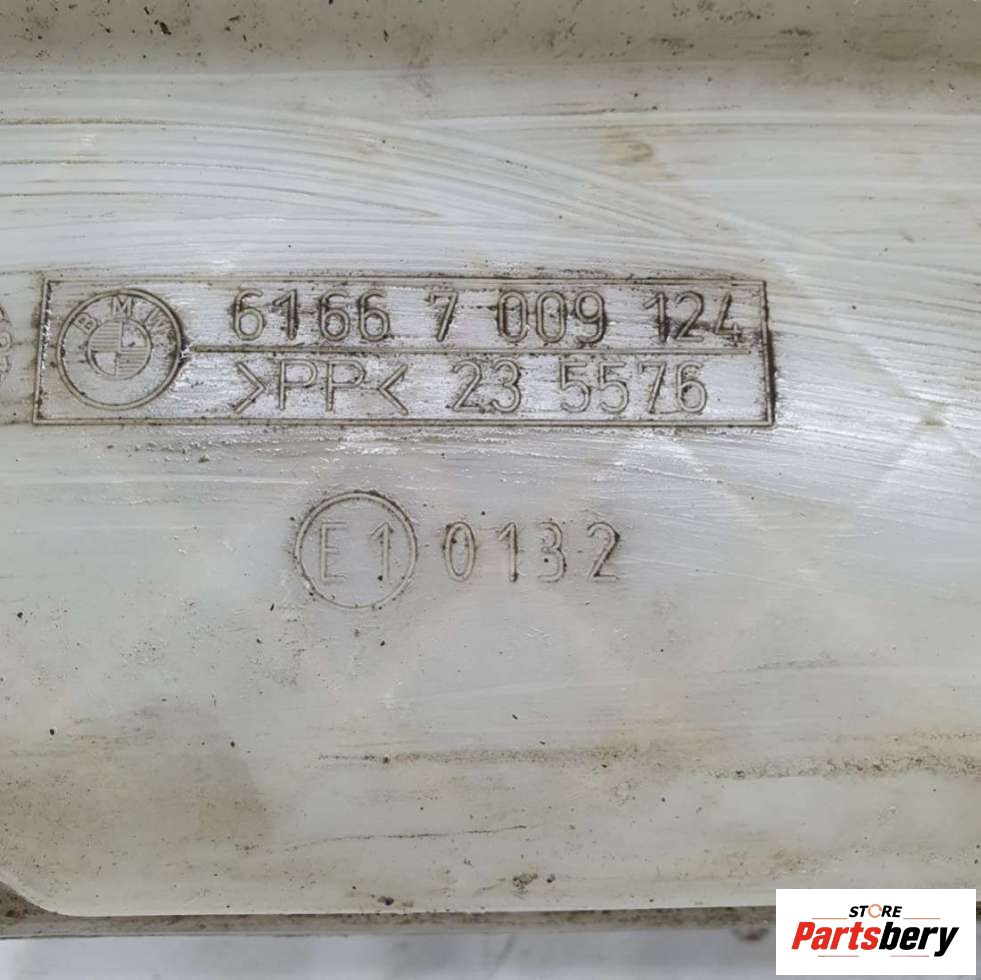 BMW
6166 7 009 124
>PP< 23 5576
E1 0132
STORE
Partsbery